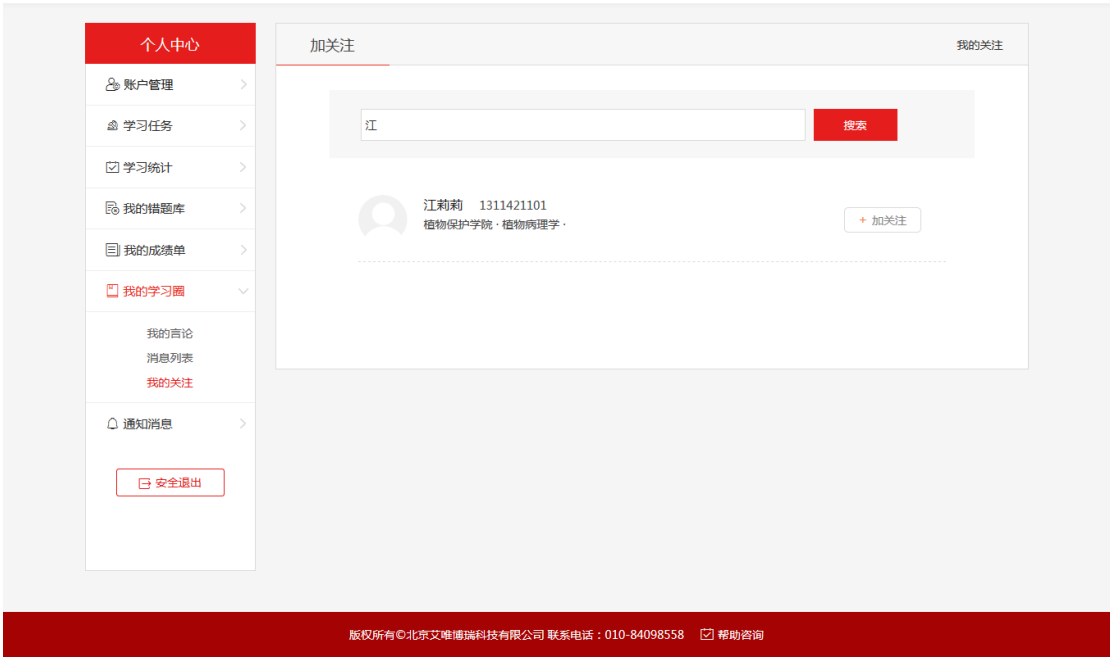 个人中心
账户管理
学习任务
学习统计
我的错题库
我的成绩单
我的学习圈
我的言论
消息列表
我的关注
通知消息
安全退出
加关注
我的关注
江
搜索
江莉莉 1311421101
植物保护学院 · 植物病理学 ·
+ 加关注
版权所有©北京艾唯博瑞科技有限公司 联系电话：010-84098558 帮助咨询